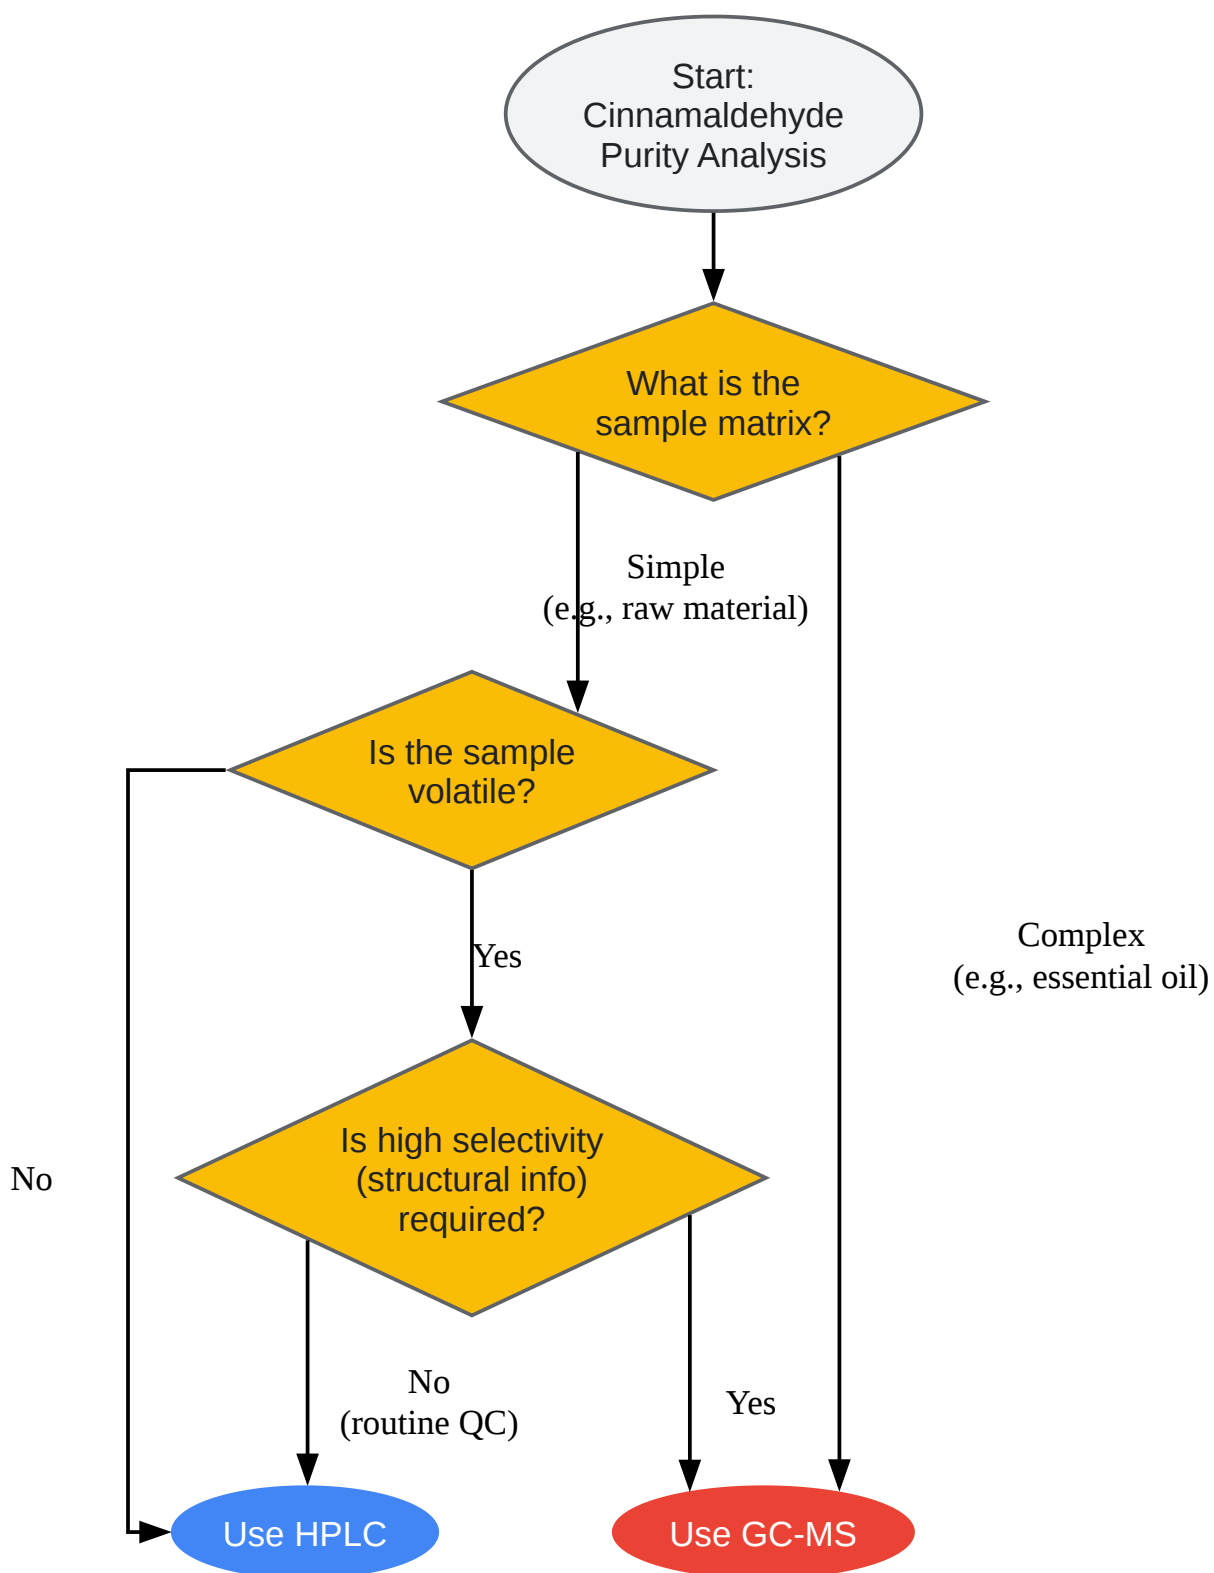 Start:
Cinnamaldehyde
Purity Analysis
What is the
sample matrix?
Simple
(e.g., raw material)
Is the sample
volatile?
Complex
(e.g., essential oil)
Yes
Is high selectivity
(structural info)
required?
No
No
(routine QC)
Yes
Use HPLC
Use GC-MS